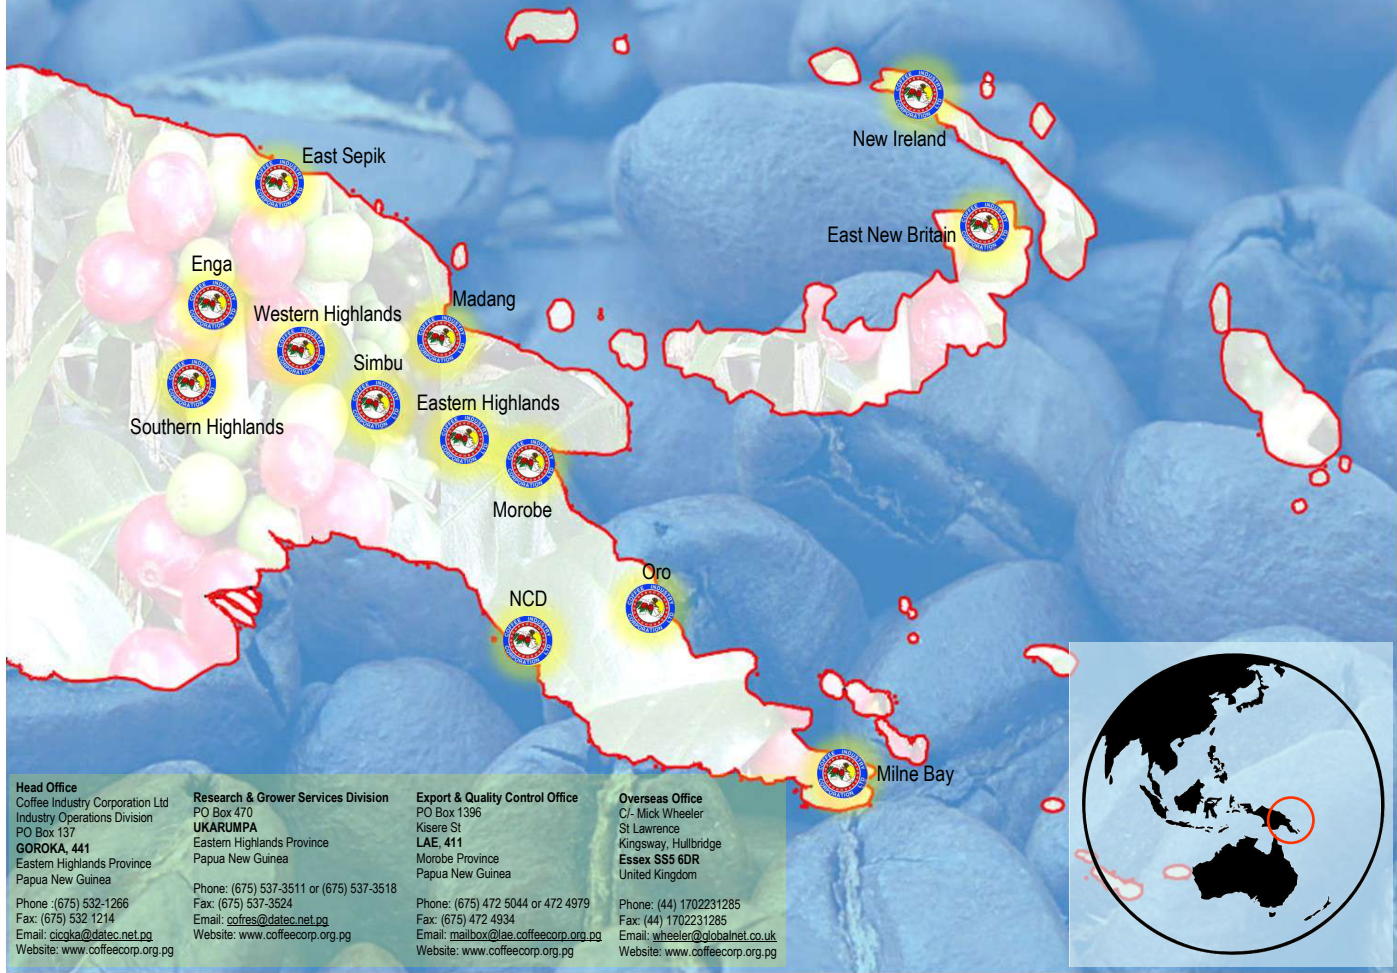 New Ireland
East Sepik
East New Britain
Enga
Madang
Western Highlands
Simbu
Eastern Highlands
Southern Highlands
Morobe
Oro
NCD
Milne Bay
COFFEE INDUSTRY CORPORATION LTD
Head Office
Coffee Industry Corporation Ltd
Industry Operations Division
PO Box 137
GOROKA, 441
Eastern Highlands Province
Papua New Guinea
Phone :(675) 532-1266
Fax: (675) 532 1214
Email: cicgka@datec.net.pg
Website: www.coffeecorp.org.pg
Research & Grower Services Division
PO Box 470
UKARUMPA
Eastern Highlands Province
Papua New Guinea
Phone: (675) 537-3511 or (675) 537-3518
Fax: (675) 537-3524
Email: cofres@datec.net.pg
Website: www.coffeecorp.org.pg
Export & Quality Control Office
PO Box 1396
Kisere St
LAE, 411
Morobe Province
Papua New Guinea
Phone: (675) 472 5044 or 472 4979
Fax: (675) 472 4934
Email: mailbox@lae.coffeecorp.org.pg
Website: www.coffeecorp.org.pg
Overseas Office
C/- Mick Wheeler
St Lawrence
Kingsway, Hullbridge
Essex SS5 6DR
United Kingdom
Phone: (44) 1702231285
Fax: (44) 1702231285
Email: wheeler@globalnet.co.uk
Website: www.coffeecorp.org.pg